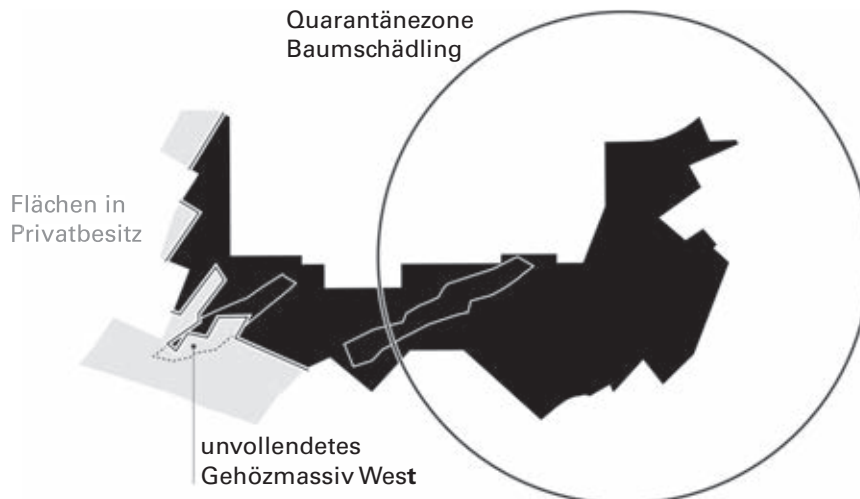 Quarantänezone
Baumschädling
Flächen in
Privatbesitz
unvollendetes
Gehözmassiv West